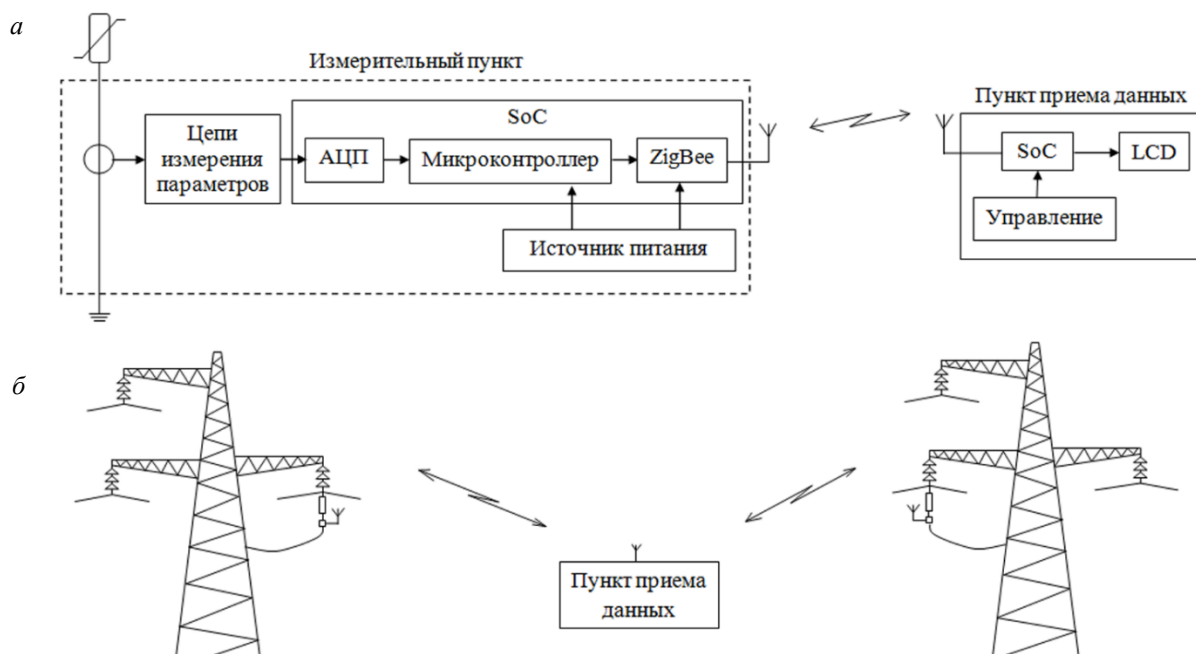 а
Измерительный пункт
Цепи
измерения
параметров
SoC
АЦП
Микроконтроллер
ZigBee
Источник питания
Пункт приема данных
SoC
LCD
Управление
б
Пункт приема
данных